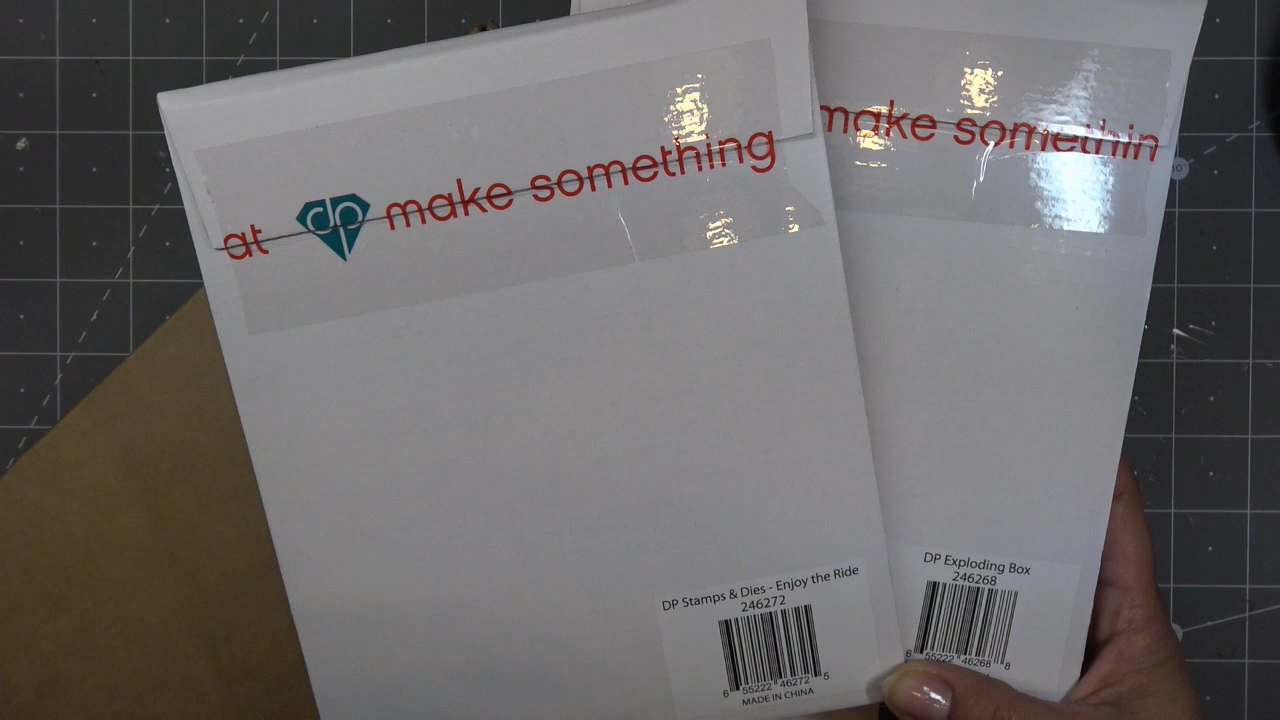 at dp make something
make somethin
DP Stamps & Dies - Enjoy the Ride
246272
6 55222 46272 5
MADE IN CHINA
DP Exploding Box
246268
6 55222 46268 8